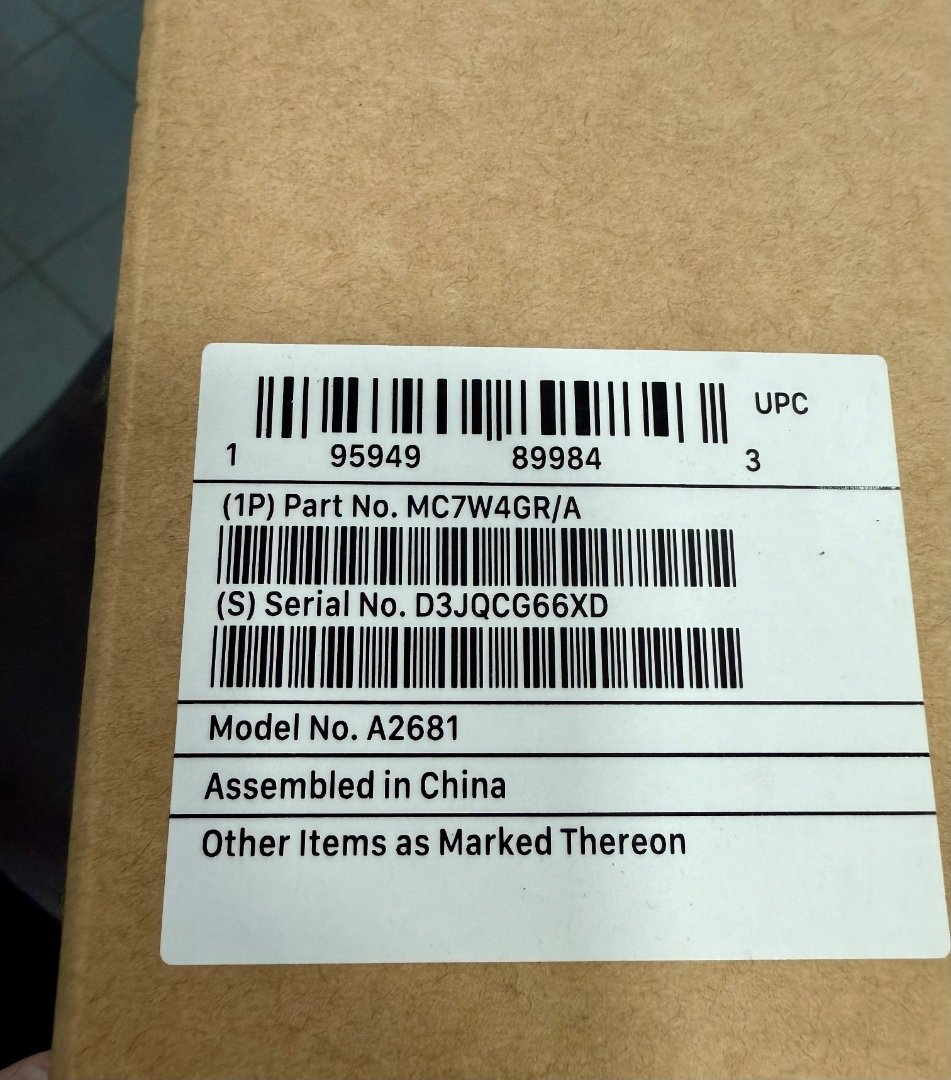 UPC
1 95949 89984 3
(1P) Part No. MC7W4GR/A
(S) Serial No. D3JQCG66XD
Model No. A2681
Assembled in China
Other Items as Marked Thereon